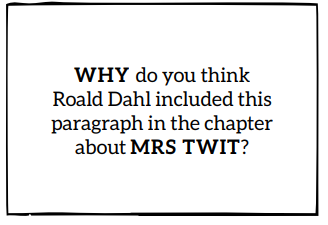 WHY do you think
Roald Dahl included this
paragraph in the chapter
about MRS TWIT?